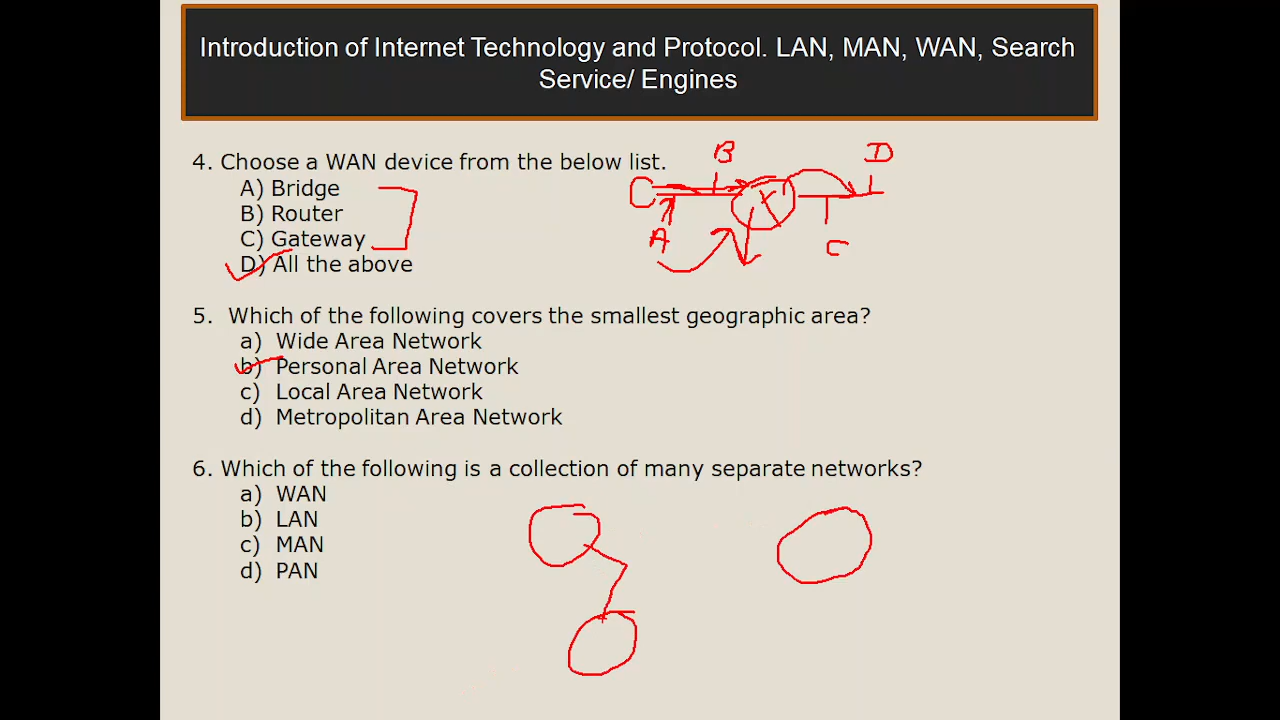 Introduction of Internet Technology and Protocol. LAN, MAN, WAN, Search
Service/ Engines
4. Choose a WAN device from the below list.
A) Bridge
B) Router
C) Gateway
D) All the above
B
D
A
C
5. Which of the following covers the smallest geographic area?
a) Wide Area Network
b) Personal Area Network
c) Local Area Network
d) Metropolitan Area Network
6. Which of the following is a collection of many separate networks?
a) WAN
b) LAN
c) MAN
d) PAN